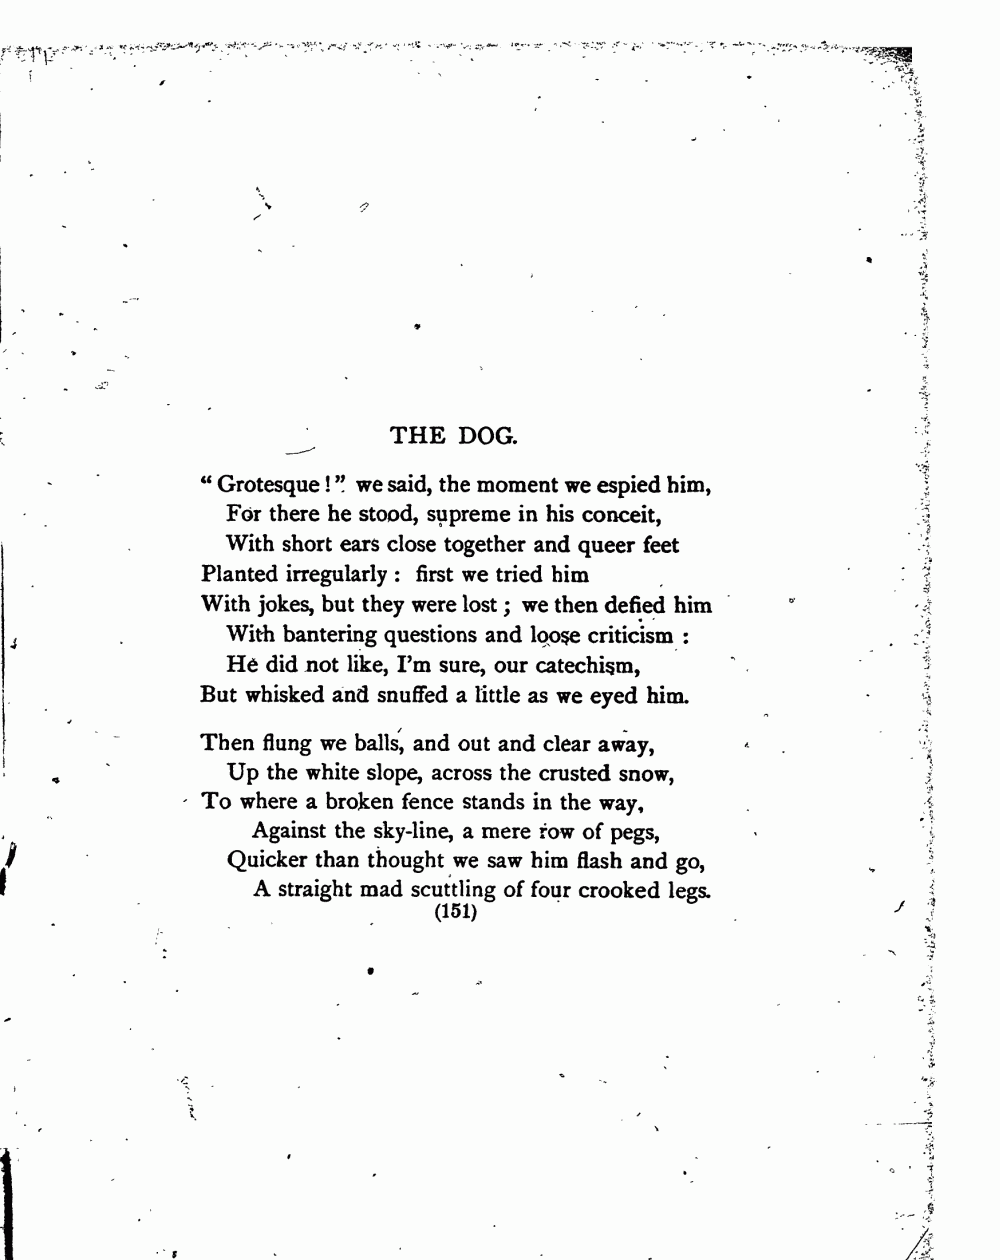 THE DOG.
“Grotesque!” we said, the moment we espied him,
For there he stood, supreme in his conceit,
With short ears close together and queer feet
Planted irregularly: first we tried him
With jokes, but they were lost; we then defied him
With bantering questions and loose criticism:
He did not like, I'm sure, our catechism,
But whisked and snuffed a little as we eyed him.
Then flung we balls, and out and clear away,
Up the white slope, across the crusted snow,
To where a broken fence stands in the way,
Against the sky-line, a mere row of pegs,
Quicker than thought we saw him flash and go,
A straight mad scuttling of four crooked legs.
(151)